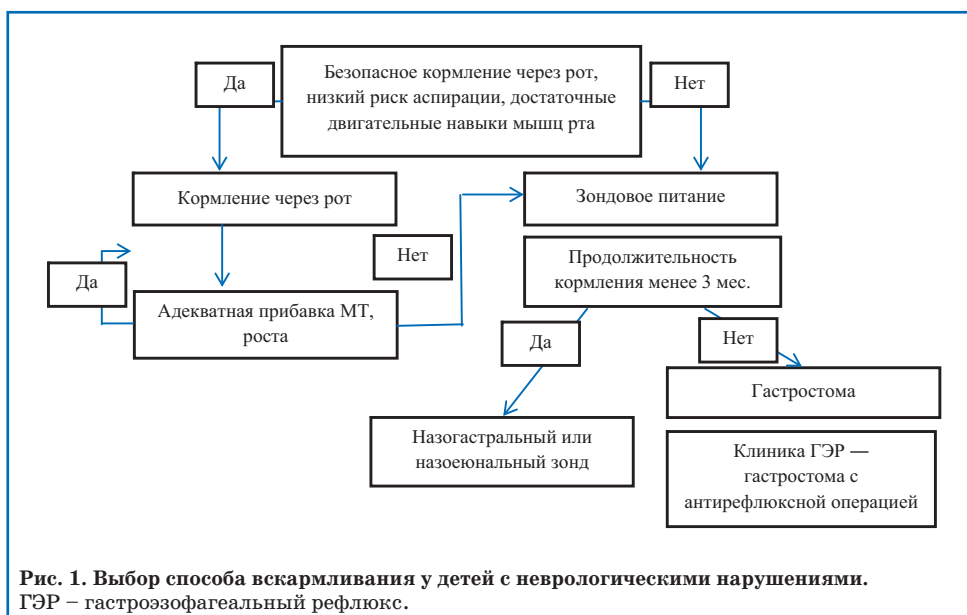 Да
Безопасное кормление через рот,
низкий риск аспирации, достаточные
двигательные навыки мышц рта
Нет
Кормление через рот
Зондовое питание
Да
Нет
Адекватная прибавка МТ,
роста
Продолжительность
кормления менее 3 мес.
Да
Нет
Назогастральный или
назоеюнальный зонд
Гастростома
Клиника ГЭР —
гастростома с
антирефлюксной операцией
Рис. 1. Выбор способа вскармливания у детей с неврологическими нарушениями.
ГЭР – гастроэзофагеальный рефлюкс.